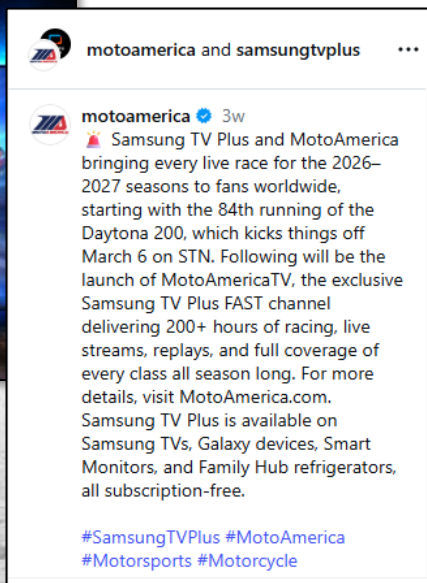 motoamerica and samsungtvplus
motoamerica 3w
🚨 Samsung TV Plus and MotoAmerica
bringing every live race for the 2026–
2027 seasons to fans worldwide,
starting with the 84th running of the
Daytona 200, which kicks things off
March 6 on STN. Following will be the
launch of MotoAmericaTV, the exclusive
Samsung TV Plus FAST channel
delivering 200+ hours of racing, live
streams, replays, and full coverage of
every class all season long. For more
details, visit MotoAmerica.com.
Samsung TV Plus is available on
Samsung TVs, Galaxy devices, Smart
Monitors, and Family Hub refrigerators,
all subscription-free.
#SamsungTVPlus #MotoAmerica
#Motorsports #Motorcycle